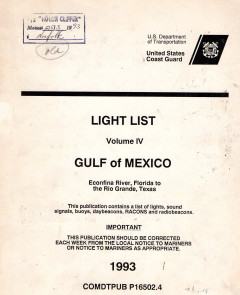 U.S. Department
of Transportation
United States
Coast Guard
LIGHT LIST
Volume IV
GULF of MEXICO
Econfina River, Florida to
the Rio Grande, Texas
This publication contains a list of lights, sound
signals, buoys, daybeacons, RACONS and radiobeacons.
IMPORTANT
THIS PUBLICATION SHOULD BE CORRECTED
EACH WEEK FROM THE LOCAL NOTICE TO MARINERS
OR NOTICE TO MARINERS AS APPROPRIATE.
1993
COMDTPUB P16502.4